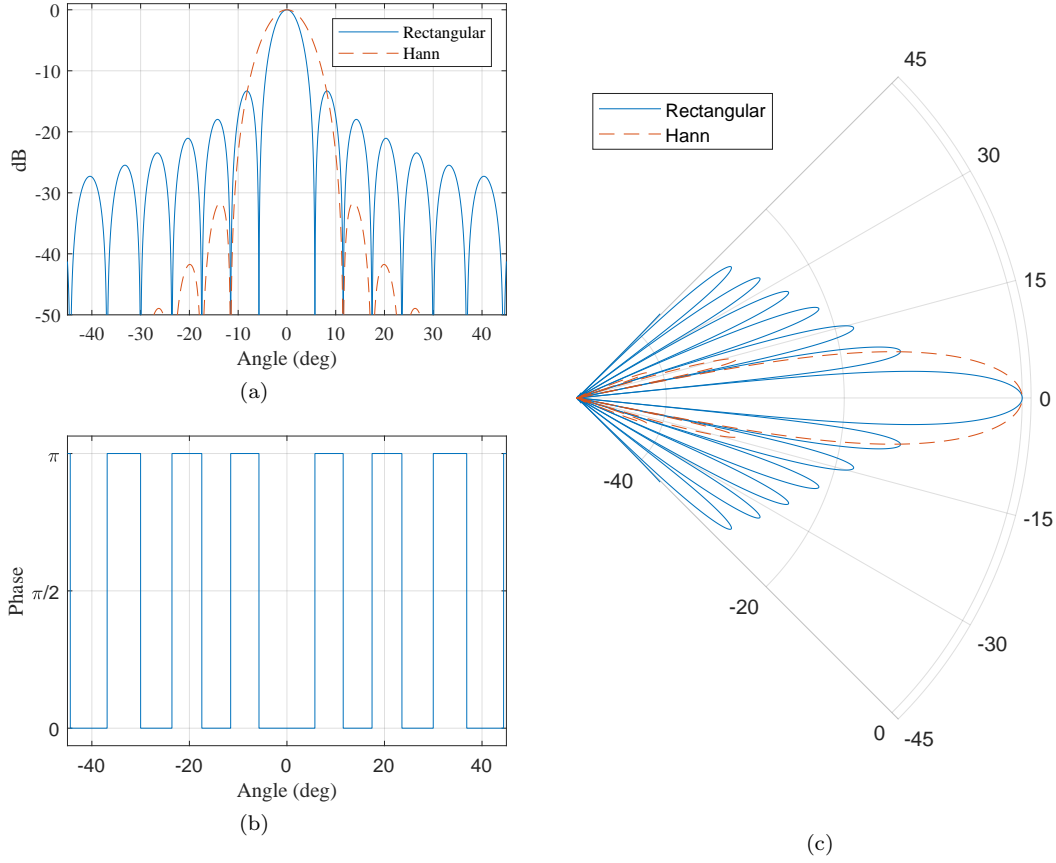 0
-10
-20
-30
-40
-50
dB
Rectangular
Hann
-40 -30 -20 -10 0 10 20 30 40
Angle (deg)
(a)
π
π/2
0
Phase
-40 -20 0 20 40
Angle (deg)
(b)
Rectangular
Hann
45
30
15
0
-15
-30
-45
-40
-20
0
(c)